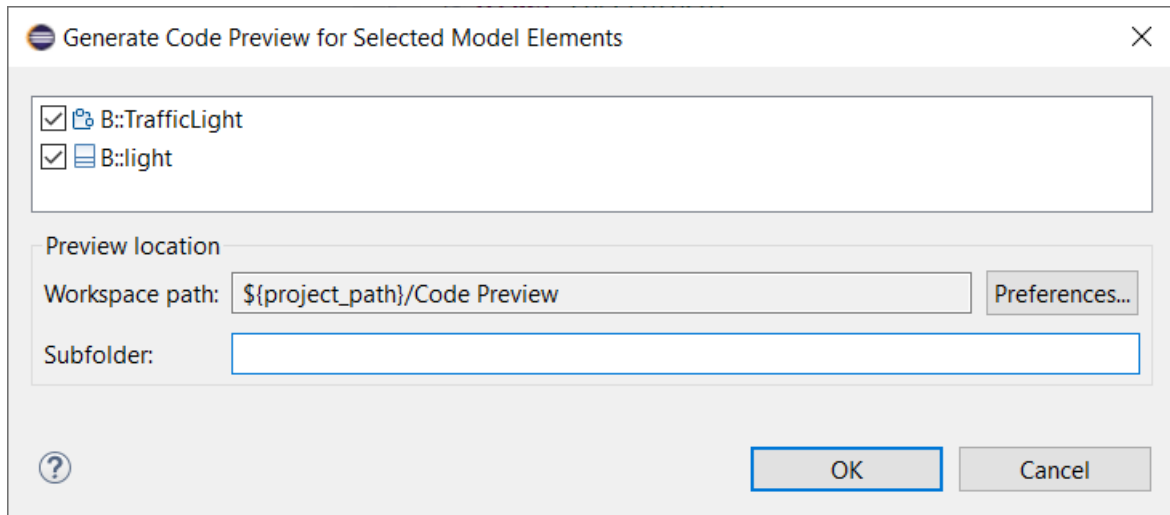 Generate Code Preview for Selected Model Elements
B::TrafficLight
B::light
Preview location
Workspace path: ${project_path}/Code Preview Preferences...
Subfolder:
? OK Cancel